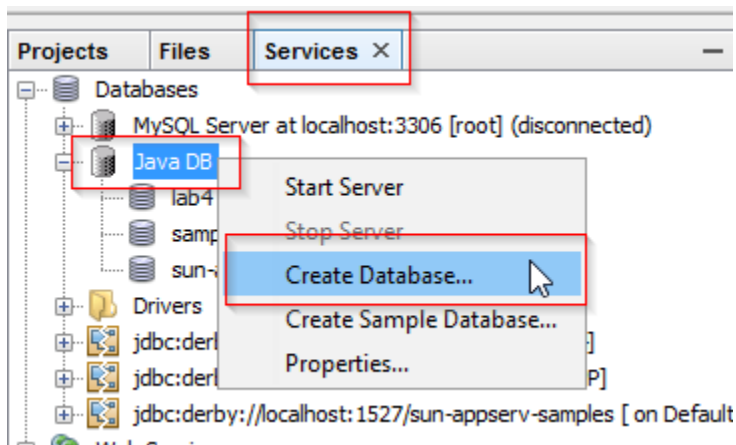 Projects Files Services ×
Databases
MySQL Server at localhost:3306 [root] (disconnected)
Java DB
lab4
Start Server
Stop Server
Create Database...
Create Sample Database...
Properties...
Drivers
]
P]
jdbc:derby://localhost:1527/sun-appserv-samples [ on Default